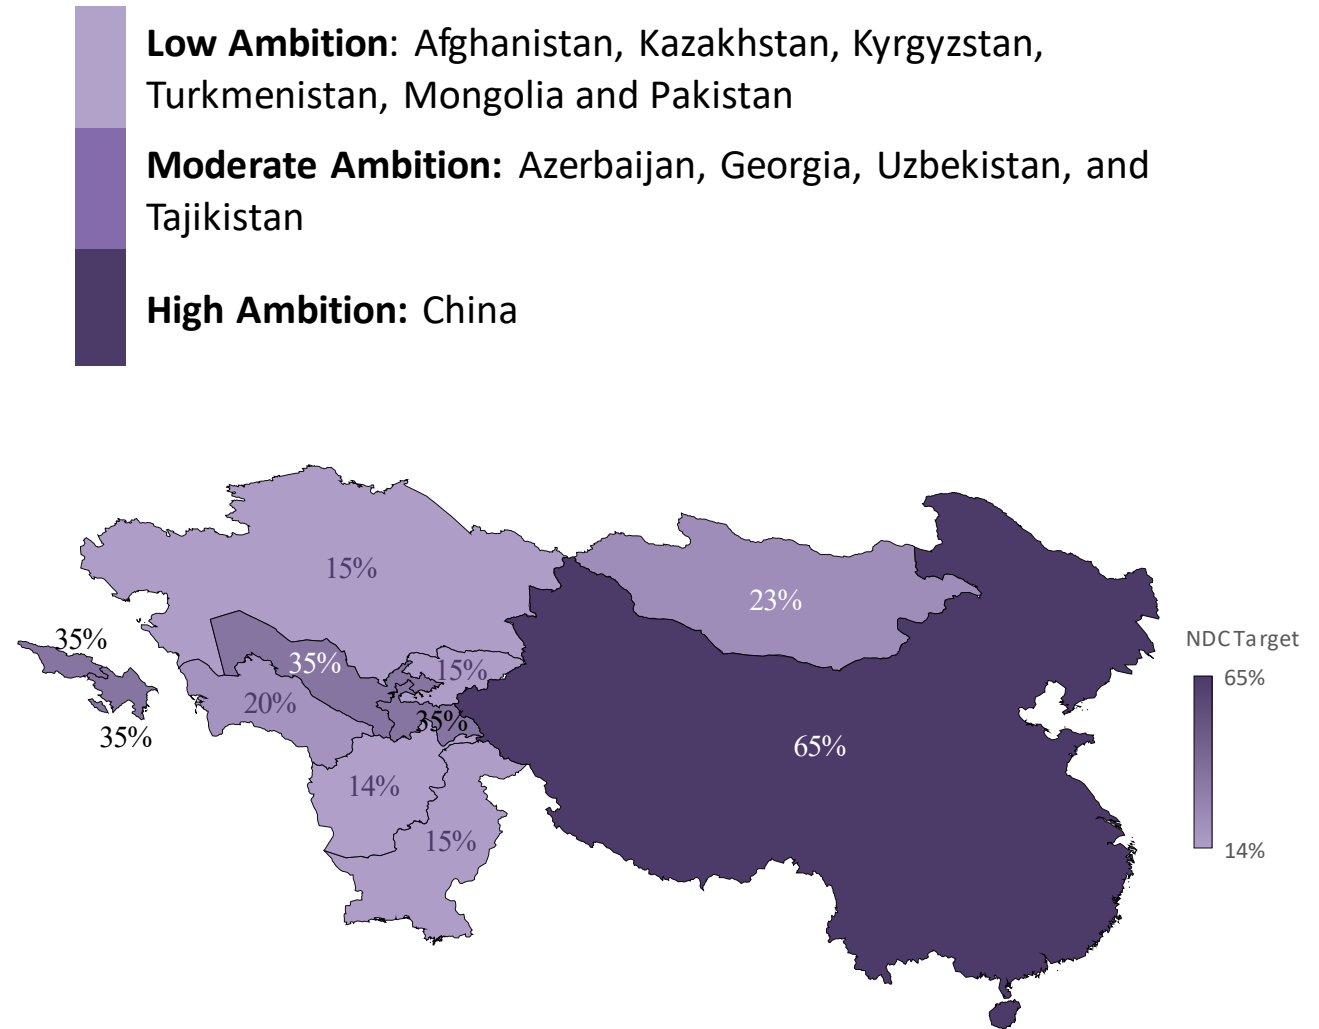 Low Ambition: Afghanistan, Kazakhstan, Kyrgyzstan,
Turkmenistan, Mongolia and Pakistan
Moderate Ambition: Azerbaijan, Georgia, Uzbekistan, and
Tajikistan
High Ambition: China
15%
23%
35%
35%
15%
NDC Target
65%
20%
35%
35%
65%
14%
15%
14%